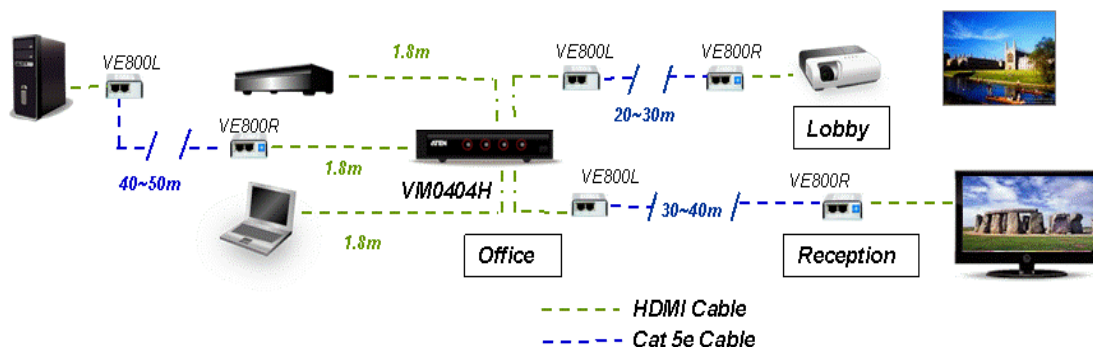 VE800L
1.8m
VE800L
VE800R
20~30m
Lobby
VE800R
40~50m
1.8m
ATEN
VM0404H
VE800L
VE800R
30~40m
1.8m
Office
Reception
HDMI Cable
Cat 5e Cable